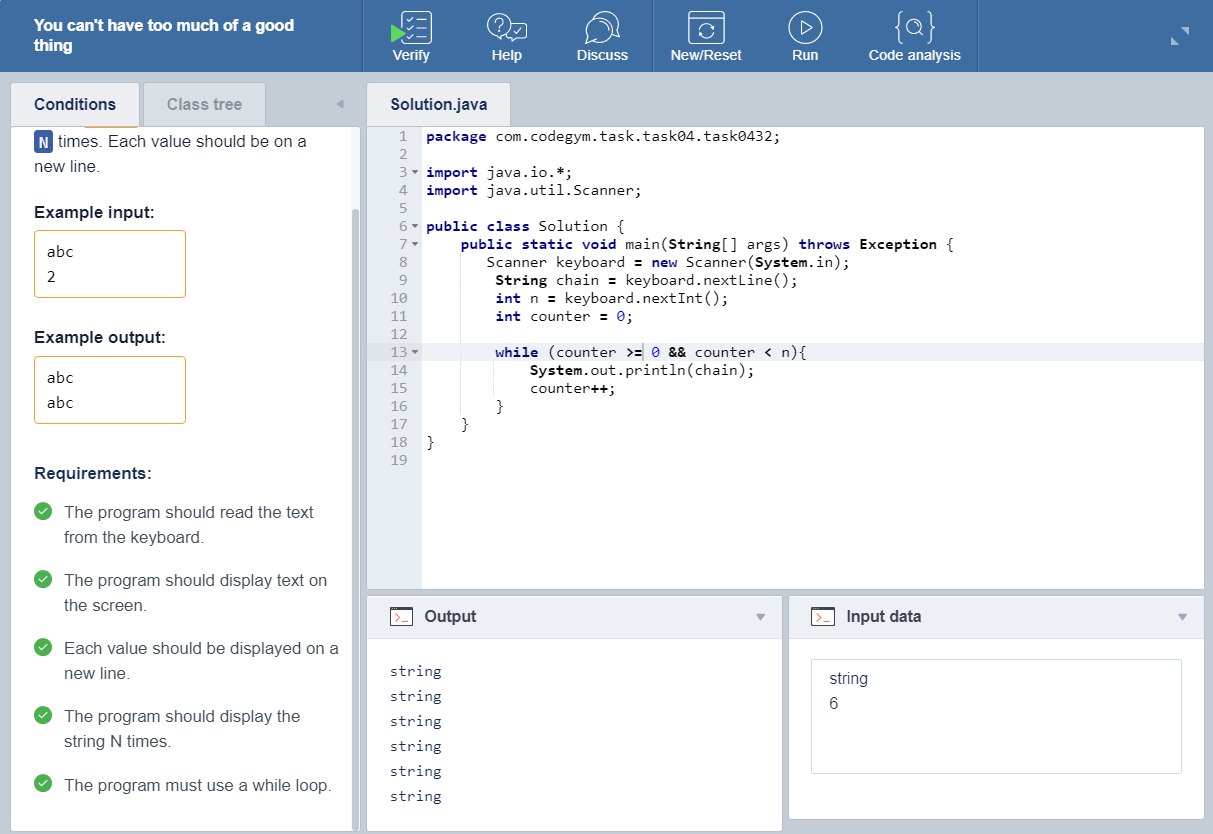 You can't have too much of a good
thing
Verify
Help
Discuss
New/Reset
Run
Code analysis
Conditions
Class tree
N times. Each value should be on a
new line.
Example input:
abc
2
Example output:
abc
abc
Requirements:
The program should read the text
from the keyboard.
The program should display text on
the screen.
Each value should be displayed on a
new line.
The program should display the
string N times.
The program must use a while loop.
Solution.java
1 package com.codegym.task.task04.task0432;
2
3 import java.io.*;
4 import java.util.Scanner;
5
6 public class Solution {
7     public static void main(String[] args) throws Exception {
8        Scanner keyboard = new Scanner(System.in);
9         String chain = keyboard.nextLine();
10         int n = keyboard.nextInt();
11         int counter = 0;
12
13         while (counter >= 0 && counter < n){
14             System.out.println(chain);
15             counter++;
16         }
17     }
18 }
19
Output
string
string
string
string
string
string
Input data
string
6